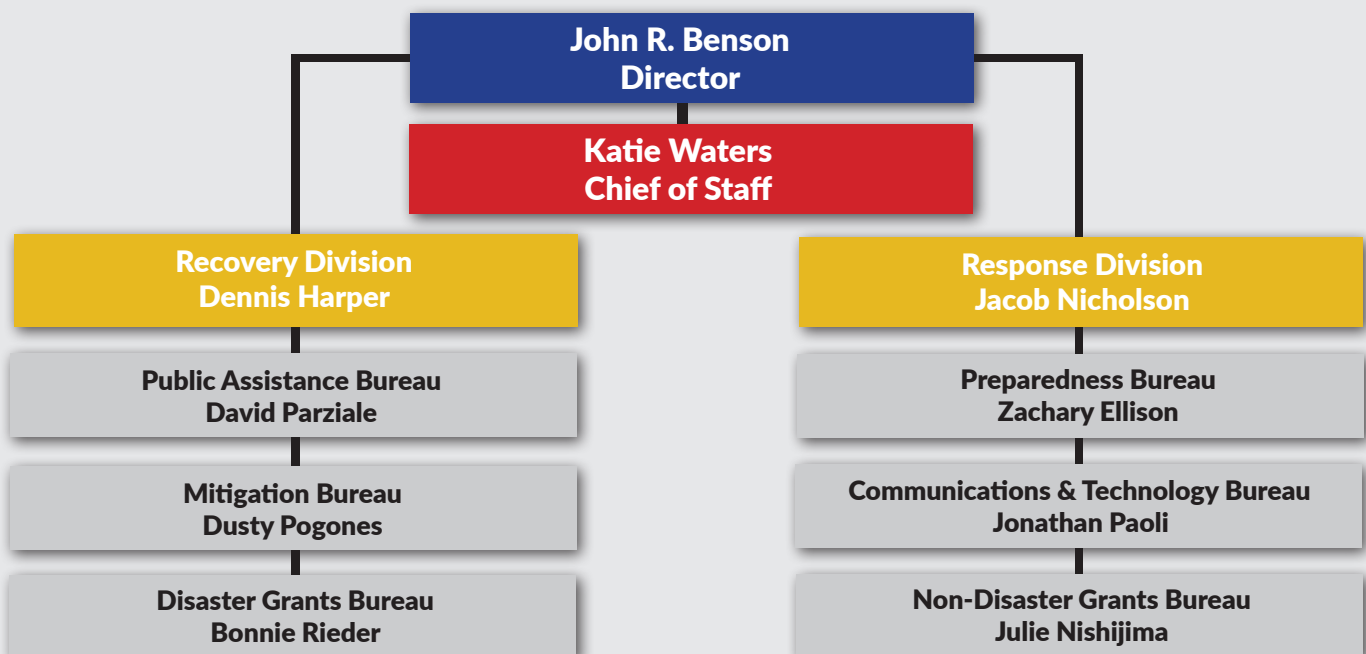 John R. Benson
Director
Katie Waters
Chief of Staff
Recovery Division
Dennis Harper
Public Assistance Bureau
David Parziale
Mitigation Bureau
Dusty Pogones
Disaster Grants Bureau
Bonnie Rieder
Response Division
Jacob Nicholson
Preparedness Bureau
Zachary Ellison
Communications & Technology Bureau
Jonathan Paoli
Non-Disaster Grants Bureau
Julie Nishijima